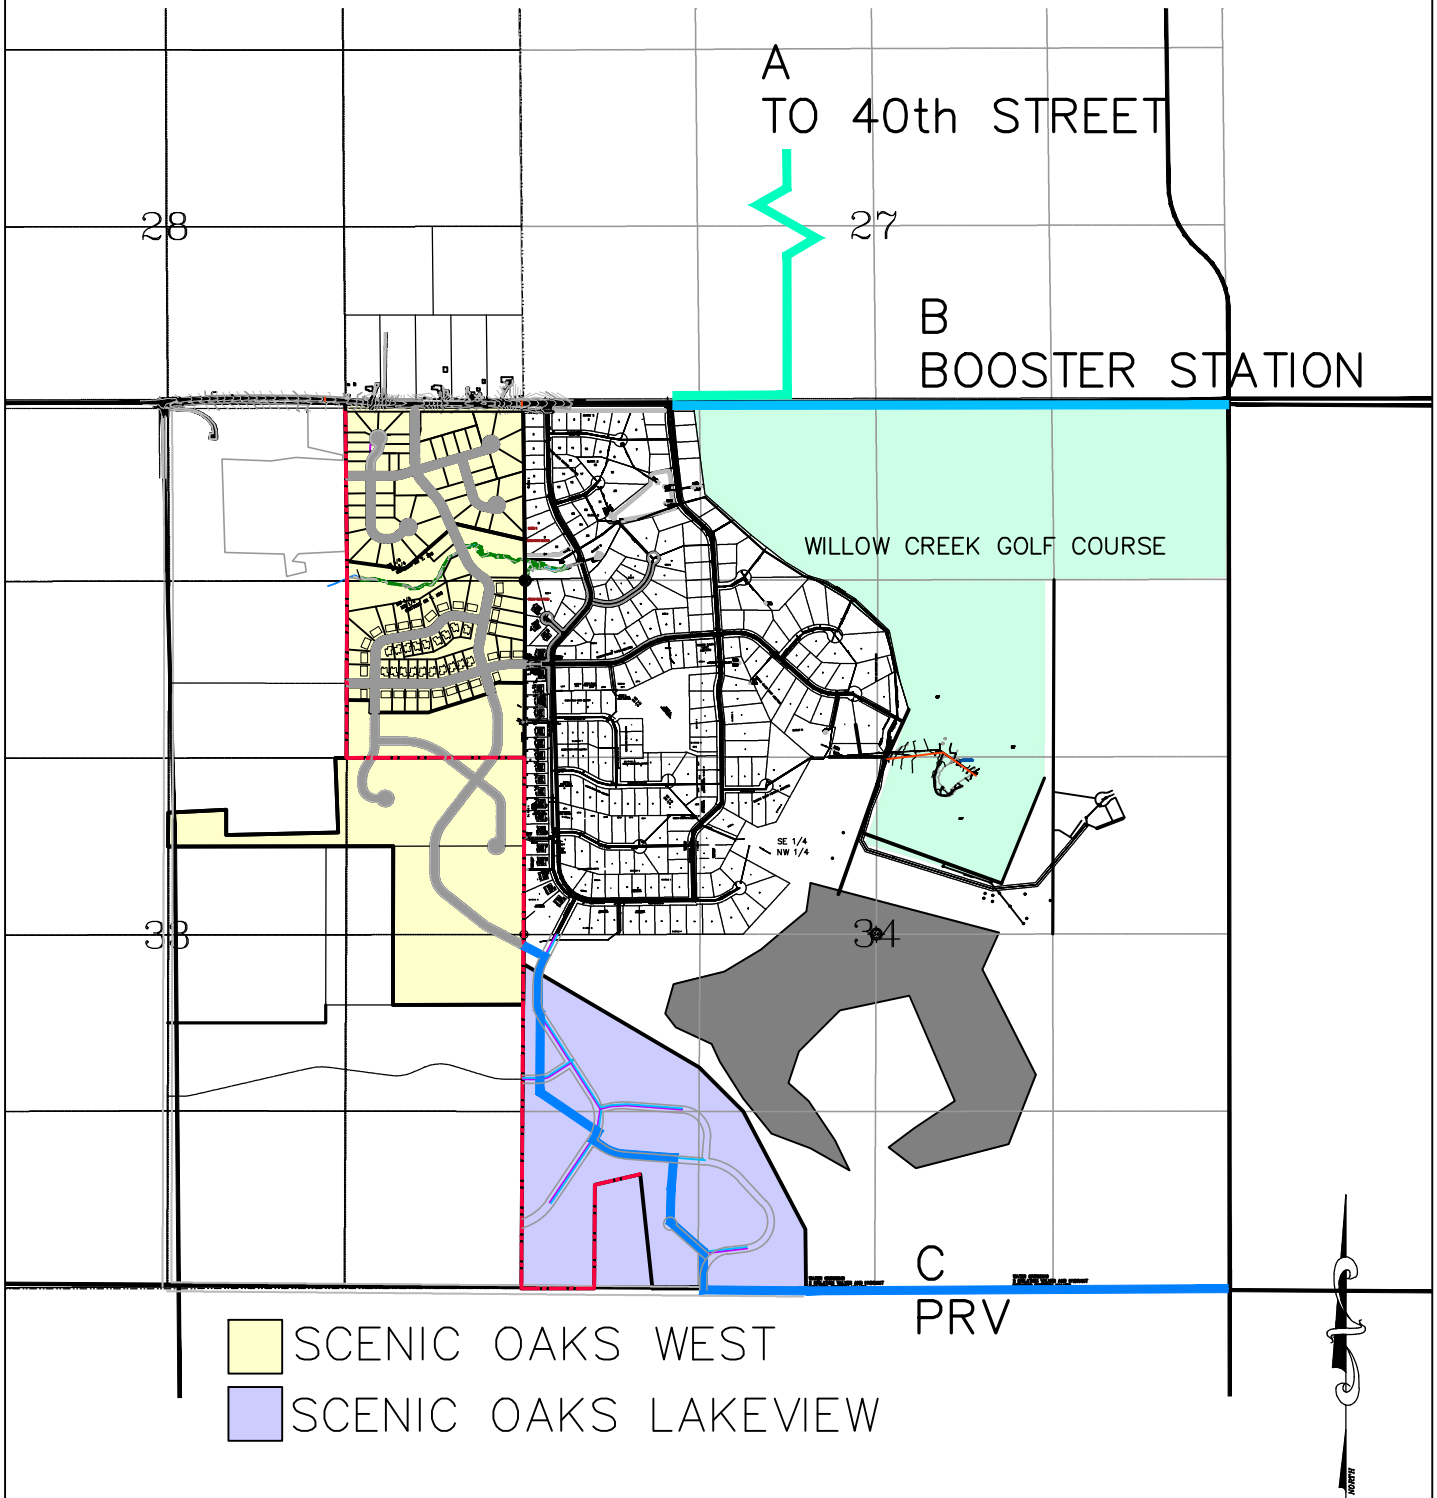 A
TO 40th STREET
28
27
B
BOOSTER STATION
WILLOW CREEK GOLF COURSE
SE 1/4
NW 1/4
33
34
C
PRV
SCENIC OAKS WEST
SCENIC OAKS LAKEVIEW
NORTH